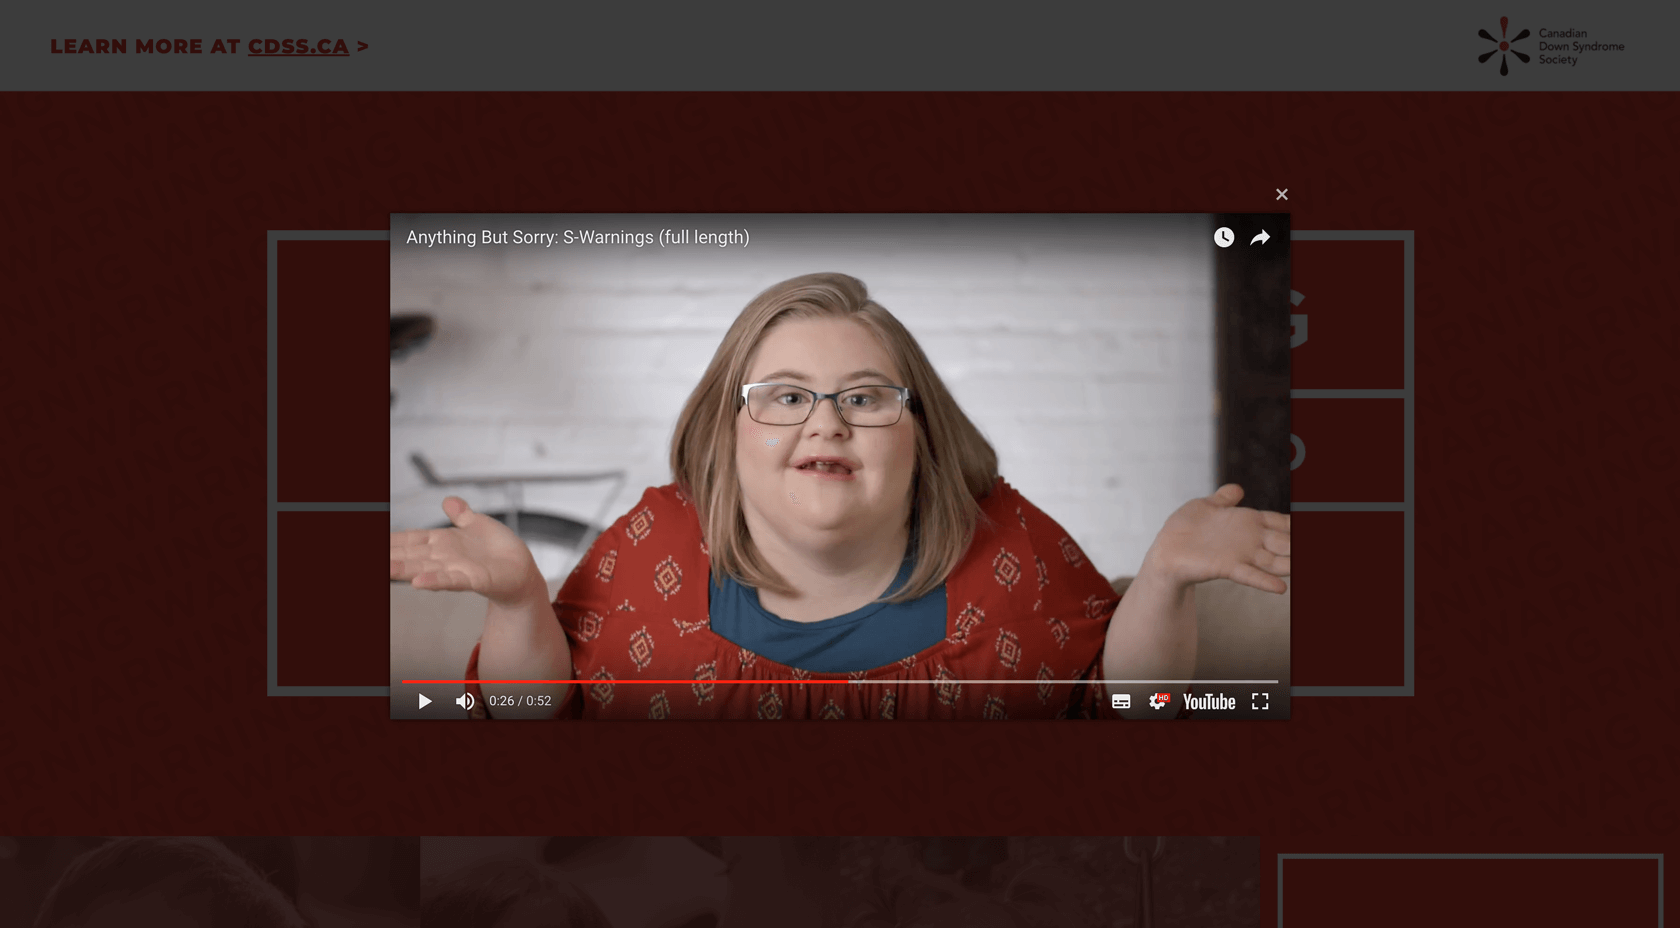 LEARN MORE AT CDSS.CA >
Canadian
Down Syndrome
Society
Anything But Sorry: S-Warnings (full length)
G
0:26 / 0:52
HD
YouTube